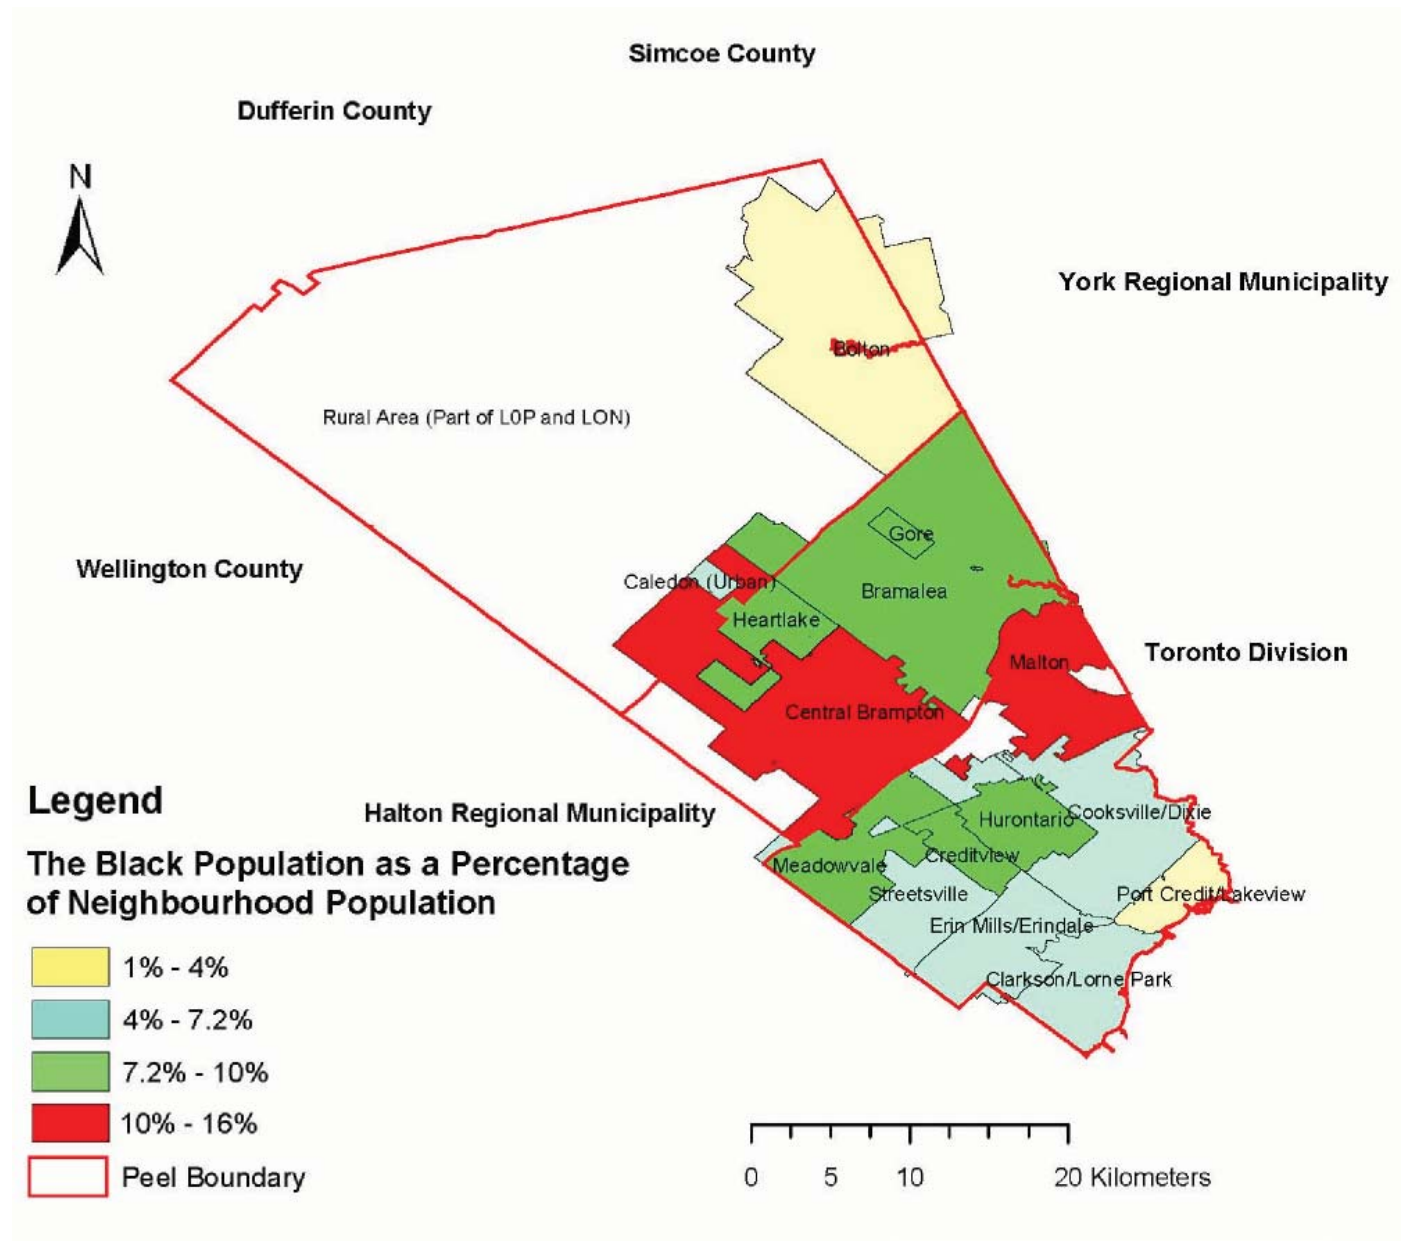 Simcoe County
Dufferin County
N
York Regional Municipality
Bolton
Rural Area (Part of L0P and LON)
Gore
Wellington County
Caledon (Urban)
Bramalea
Heartlake
Malton
Toronto Division
Central Brampton
Legend
Halton Regional Municipality
Hurontario
Cooksville/Dixie
The Black Population as a Percentage
of Neighbourhood Population
Meadowvale
Creditview
Streetsville
Port Credit/Lakeview
Erin Mills/Erindale
Clarkson/Lorne Park
1% - 4%
4% - 7.2%
7.2% - 10%
10% - 16%
Peel Boundary
0 5 10 20 Kilometers